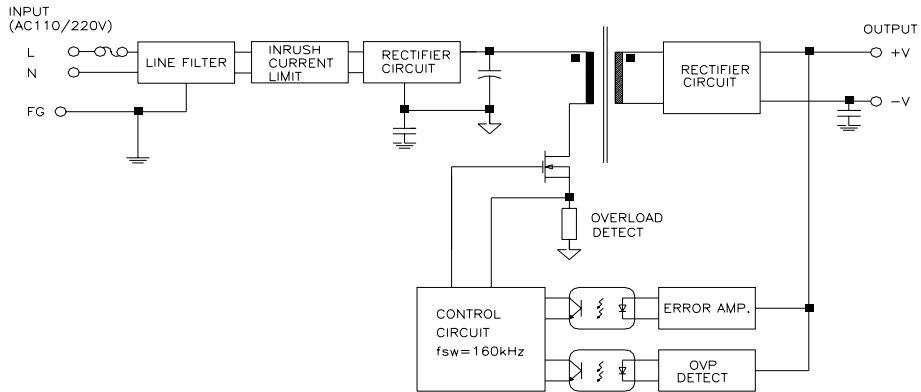 INPUT
(AC110/220V)
OUTPUT
L
N
FG
LINE FILTER
INRUSH
CURRENT
LIMIT
RECTIFIER
CIRCUIT
RECTIFIER
CIRCUIT
+V
−V
OVERLOAD
DETECT
CONTROL
CIRCUIT
fsw=160kHz
ERROR AMP.
OVP
DETECT